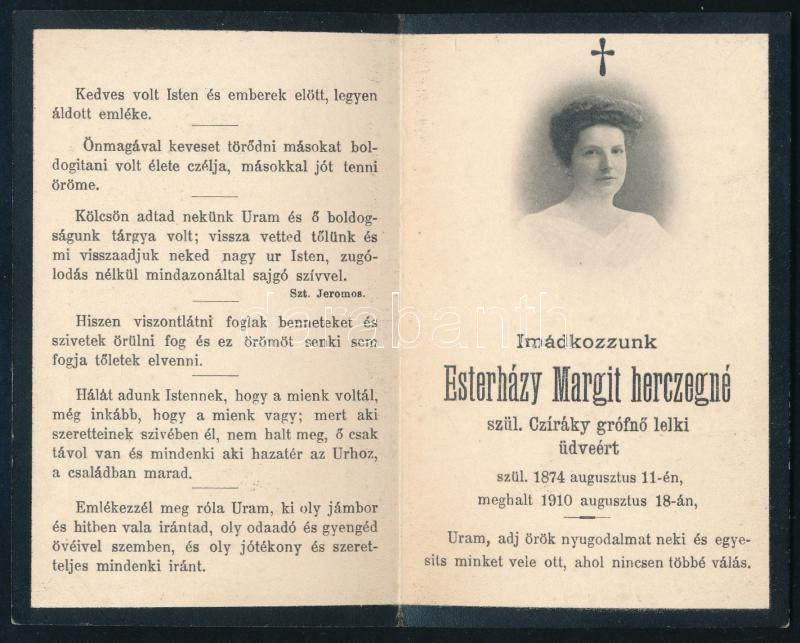 Kedves volt Isten és emberek elött, legyen
áldott emléke.
Önmagával keveset törődni másokat bol-
dogitani volt élete czélja, másokkal jót tenni
öröme.
Kölcsön adtad nekünk Uram és ő boldog-
ságunk tárgya volt; vissza vetted tőlünk és
mi visszaadjuk neked nagy ur Isten, zugó-
lodás nélkül mindazonáltal sajgó szívvel.
Szt. Jeromos.
Hiszen viszontlátni foglak benneteket és
szivetek örülni fog és ez örömöt senki sem
fogja tőletek elvenni.
Hálát adunk Istennek, hogy a mienk voltál,
még inkább, hogy a mienk vagy; mert aki
szeretteinek szivében él, nem halt meg, ő csak
távol van és mindenki aki hazatér az Urhoz,
a családban marad.
Emlékezzél meg róla Uram, ki oly jámbor
és hitben vala irántad, oly odaadó és gyengéd
övéivel szemben, és oly jótékony és szeret-
teljes mindenki iránt.
Imádkozzunk
Esterházy Margit herczegné
szül. Czíráky grófnő lelki
üdveért
szül. 1874 augusztus 11-én,
meghalt 1910 augusztus 18-án,
Uram, adj örök nyugodalmat neki és egye-
sits minket vele ott, ahol nincsen többé válás.
darabanth